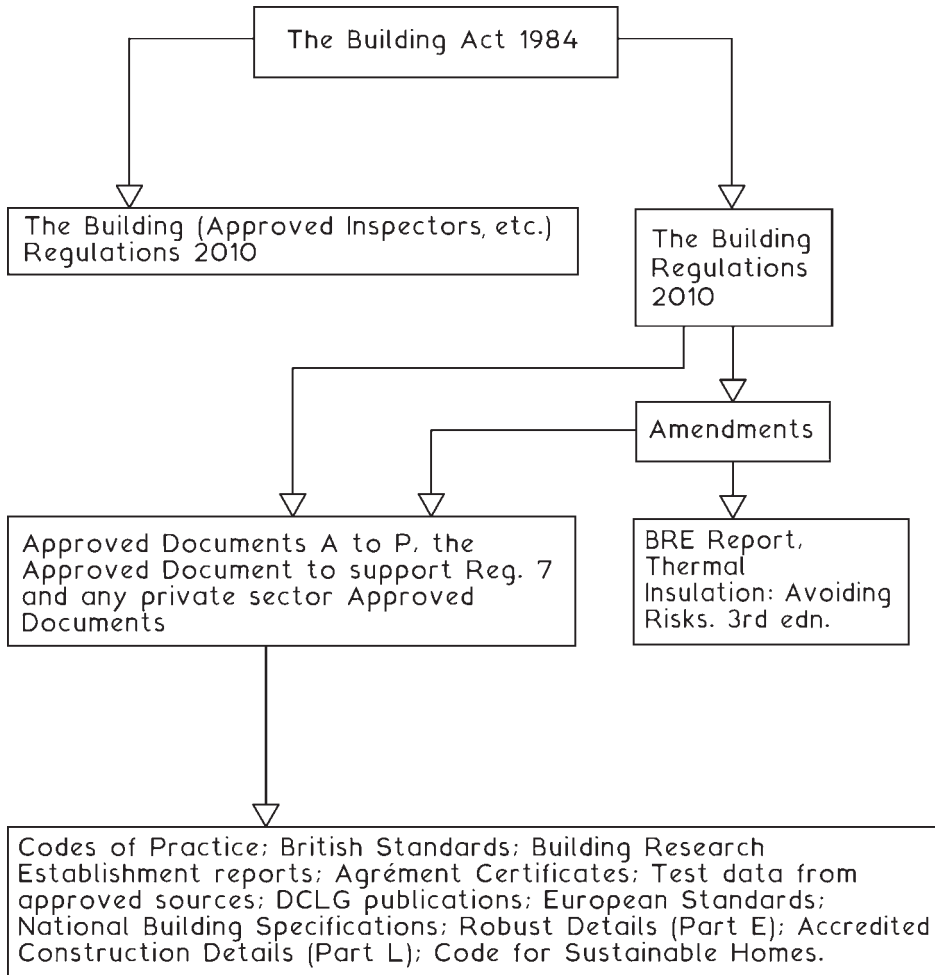 The Building Act 1984
The Building (Approved Inspectors, etc.)
Regulations 2010
The Building
Regulations
2010
Amendments
Approved Documents A to P, the
Approved Document to support Reg. 7
and any private sector Approved
Documents
BRE Report,
Thermal
Insulation: Avoiding
Risks. 3rd edn.
Codes of Practice; British Standards; Building Research
Establishment reports; Agrément Certificates; Test data from
approved sources; DCLG publications; European Standards;
National Building Specifications; Robust Details (Part E); Accredited
Construction Details (Part L); Code for Sustainable Homes.